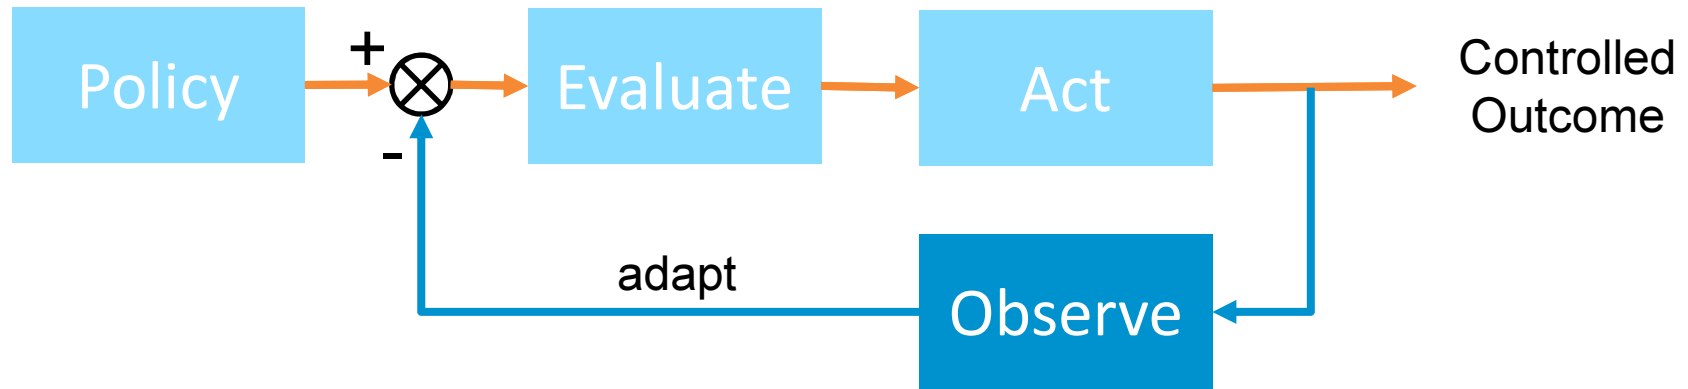 Policy
+
-
Evaluate
Act
Controlled
Outcome
adapt
Observe